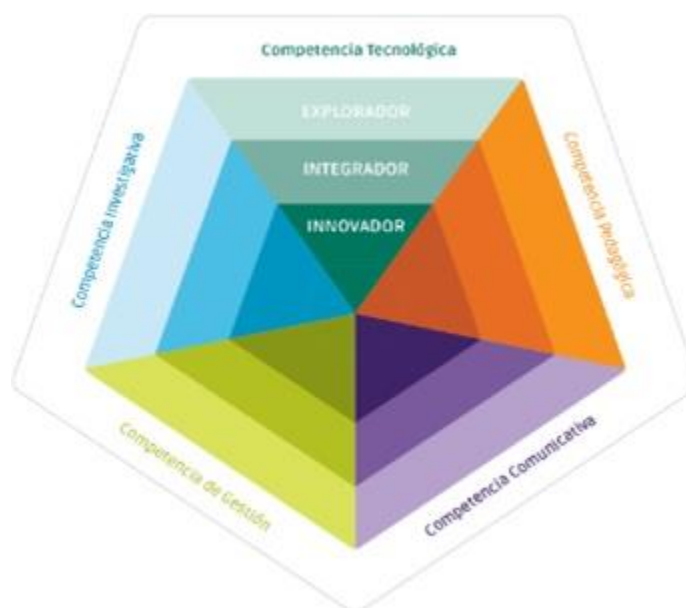 Competencia Tecnológica
EXPLORADOR
INTEGRADOR
INNOVADOR
Competencia Investigativa
Competencia Pedagógica
Competencia de Gestión
Competencia Comunicativa